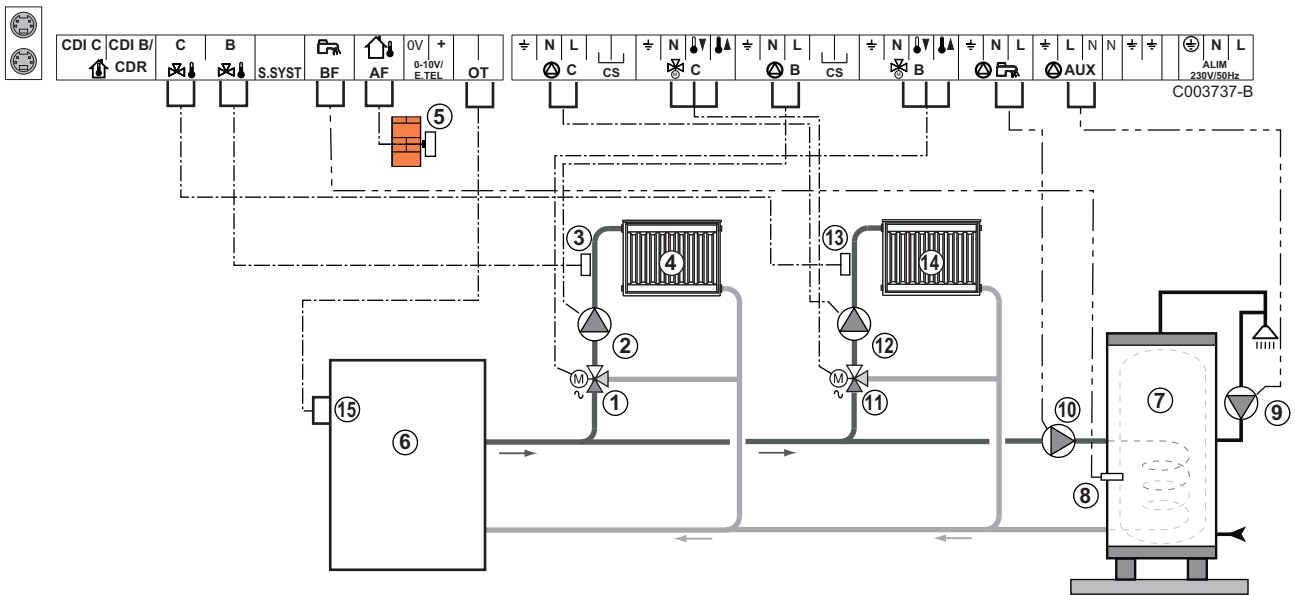 CDI C CDI B/ C B 0V + N L N N L N N L L N N N L
CDR S.SYST BF AF 0-10V/ E.TEL OT C CS M C B CS M B AUX ALIM 230V/50Hz
C003737-B
5
3 4 13 14
2 12
M 1 M 11
15 6 10 7 9
8